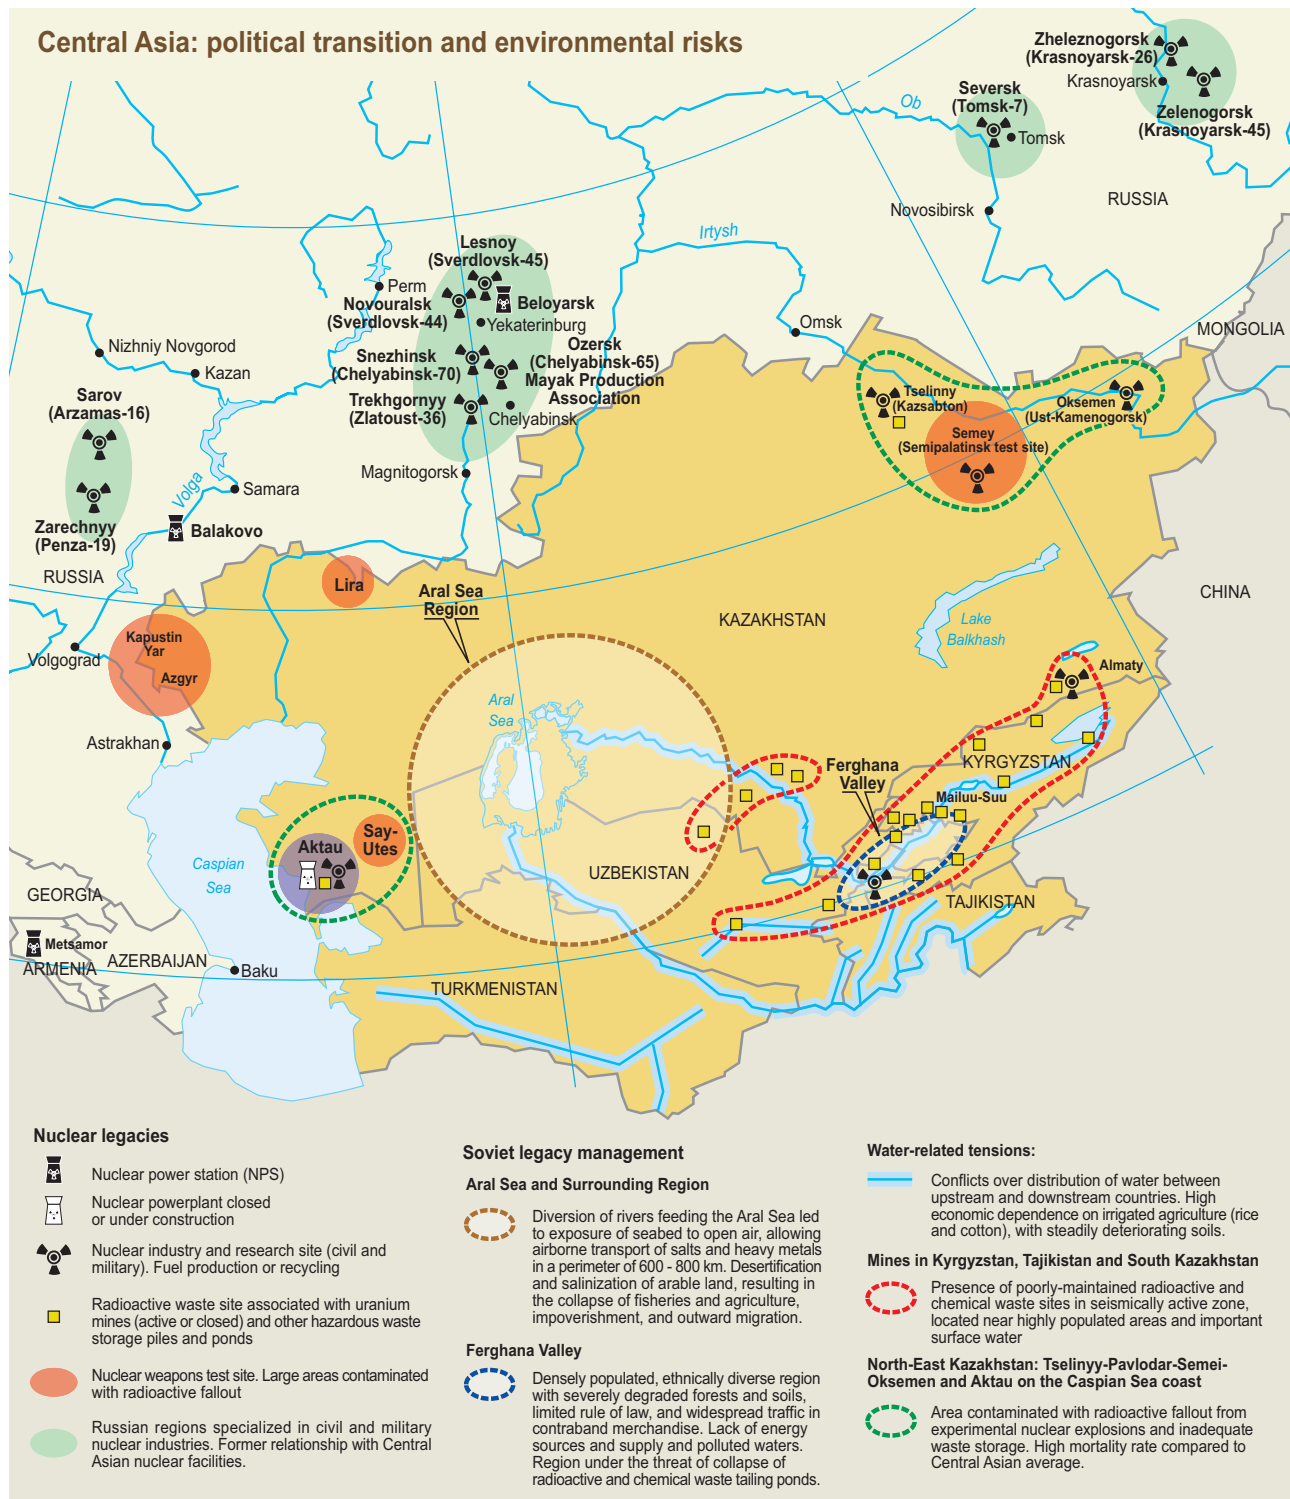 Central Asia: political transition and environmental risks
Zheleznogorsk
(Krasnoyarsk-26)
Krasnoyarsk
Zelenogorsk
(Krasnoyarsk-45)
Seversk
(Tomsk-7)
Tomsk
Ob
RUSSIA
Novosibirsk
Irtysh
Lesnoy
(Sverdlovsk-45)
Perm
Novouralsk
(Sverdlovsk-44)
Beloyarsk
Yekaterinburg
Omsk
MONGOLIA
Nizhniy Novgorod
Kazan
Snezhinsk
(Chelyabinsk-70)
Ozersk
(Chelyabinsk-65)
Mayak Production
Association
Sarov
(Arzamas-16)
Trekhgornyy
(Zlatoust-36)
Chelyabinsk
Tselinny
(Kazsabton)
Oksemen
(Ust-Kamenogorsk)
Semey
(Semipalatinsk test site)
Magnitogorsk
Volga
Samara
Zarechnyy
(Penza-19)
Balakovo
RUSSIA
Lira
Aral Sea
Region
CHINA
KAZAKHSTAN
Lake
Balkhash
Kapustin
Yar
Azgyr
Volgograd
Almaty
Aral
Sea
Astrakhan
Ferghana
Valley
KYRGYZSTAN
Mailuu-Suu
Say-
Utes
Aktau
Caspian
Sea
UZBEKISTAN
GEORGIA
TAJIKISTAN
Metsamor
ARMENIA
AZERBAIJAN
Baku
TURKMENISTAN
Nuclear legacies
Nuclear power station (NPS)
Nuclear powerplant closed
or under construction
Nuclear industry and research site (civil and
military). Fuel production or recycling
Radioactive waste site associated with uranium
mines (active or closed) and other hazardous waste
storage piles and ponds
Nuclear weapons test site. Large areas contaminated
with radioactive fallout
Russian regions specialized in civil and military
nuclear industries. Former relationship with Central
Asian nuclear facilities.
Soviet legacy management
Aral Sea and Surrounding Region
Diversion of rivers feeding the Aral Sea led
to exposure of seabed to open air, allowing
airborne transport of salts and heavy metals
in a perimeter of 600 - 800 km. Desertification
and salinization of arable land, resulting in
the collapse of fisheries and agriculture,
impoverishment, and outward migration.
Ferghana Valley
Densely populated, ethnically diverse region
with severely degraded forests and soils,
limited rule of law, and widespread traffic in
contraband merchandise. Lack of energy
sources and supply and polluted waters.
Region under the threat of collapse of
radioactive and chemical waste tailing ponds.
Water-related tensions:
Conflicts over distribution of water between
upstream and downstream countries. High
economic dependence on irrigated agriculture (rice
and cotton), with steadily deteriorating soils.
Mines in Kyrgyzstan, Tajikistan and South Kazakhstan
Presence of poorly-maintained radioactive and
chemical waste sites in seismically active zone,
located near highly populated areas and important
surface water
North-East Kazakhstan: Tselinyy-Pavlodar-Semei-
Oksemen and Aktau on the Caspian Sea coast
Area contaminated with radioactive fallout from
experimental nuclear explosions and inadequate
waste storage. High mortality rate compared to
Central Asian average.